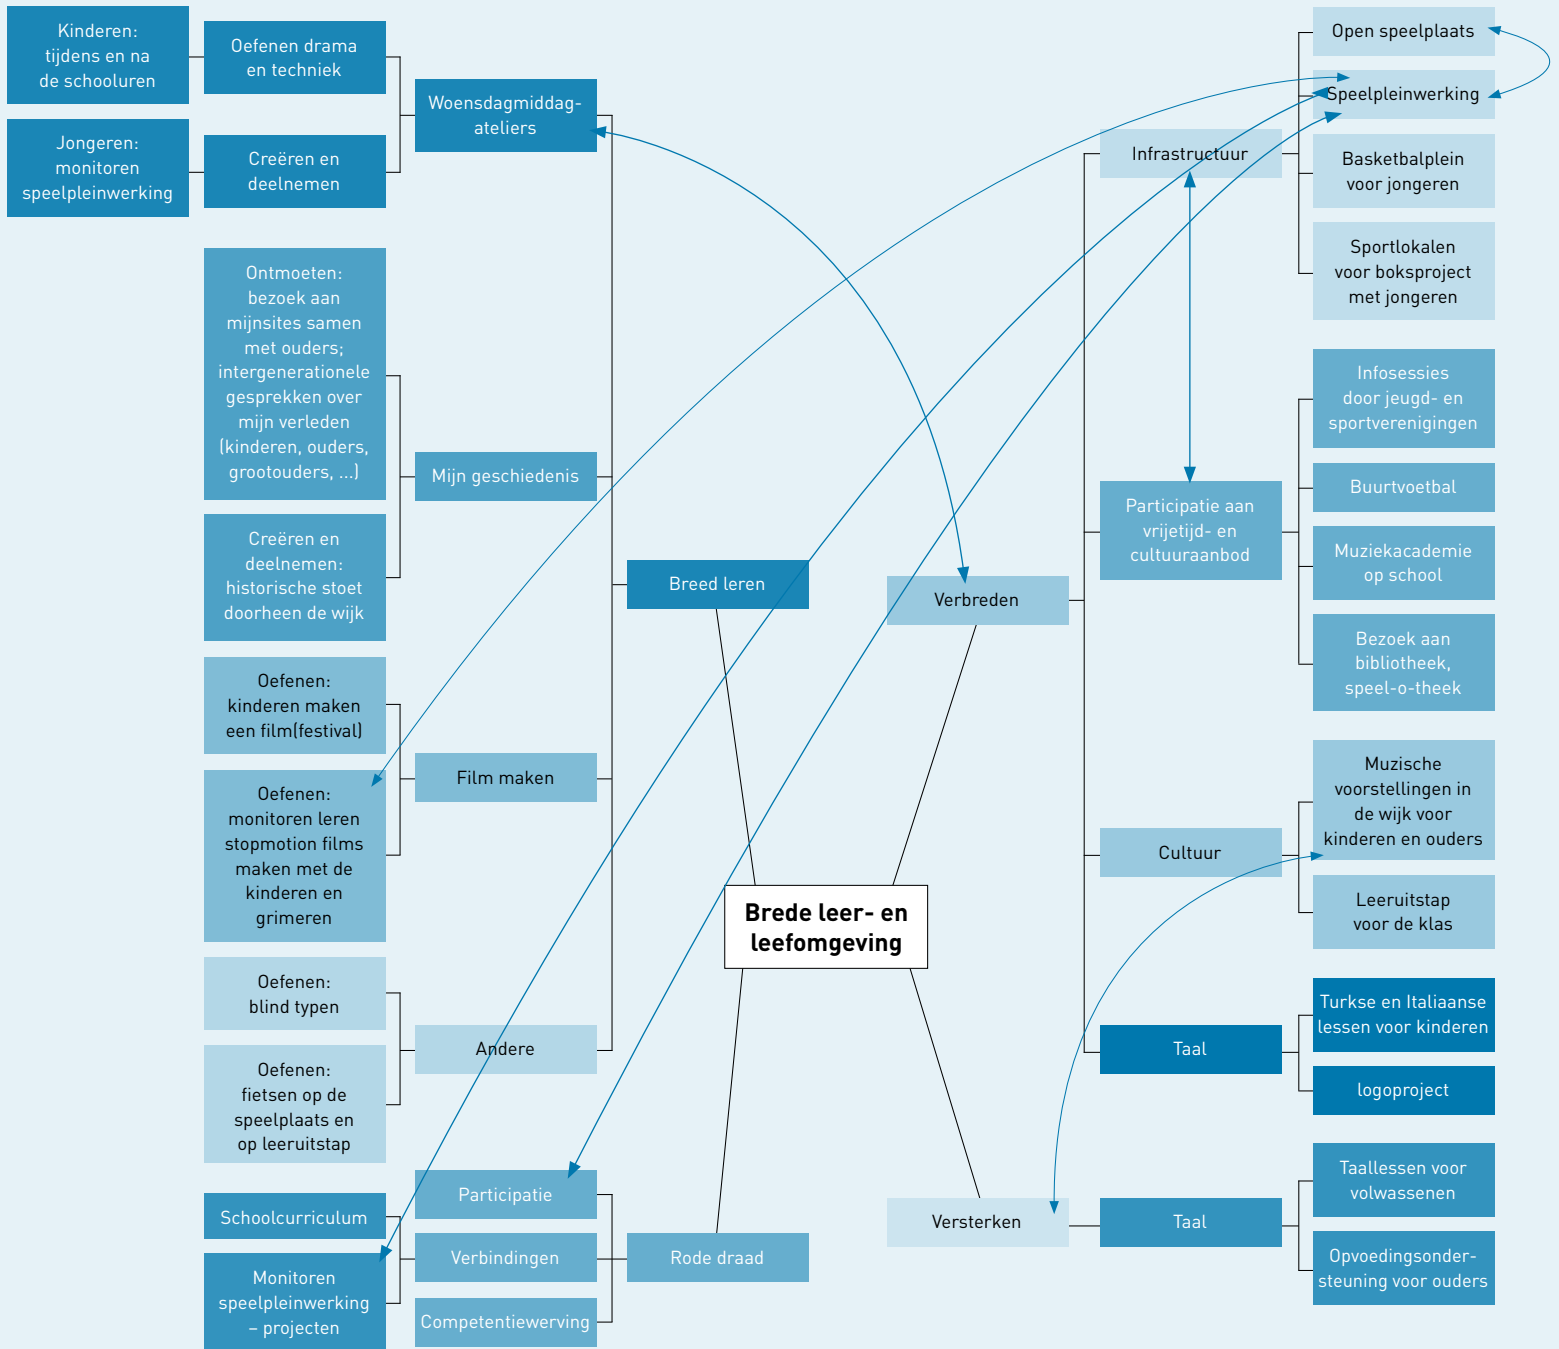 Kinderen:
tijdens en na
de schooluren
Oefenen drama
en techniek
Jongeren:
monitoren
speelpleinwerking
Creëren en
deelnemen
Woensdagmiddag-
ateliers
Ontmoeten:
bezoek aan
mijnsites samen
met ouders;
intergenerationele
gesprekken over
mijn verleden
(kinderen, ouders,
grootouders, ...)
Creëren en
deelnemen:
historische stoet
doorheen de wijk
Mijn geschiedenis
Oefenen:
kinderen maken
een film(festival)
Oefenen:
monitoren leren
stopmotion films
maken met de
kinderen en
grimeren
Film maken
Oefenen:
blind typen
Oefenen:
fietsen op de
speelplaats en
op leeruitstap
Andere
Breed leren
Schoolcurriculum
Monitoren
speelpleinwerking
– projecten
Participatie
Verbindingen
Competentiewerving
Rode draad
Brede leer- en
leefomgeving
Verbreden
Infrastructuur
Open speelplaats
Speelpleinwerking
Basketbalplein
voor jongeren
Sportlokalen
voor boksproject
met jongeren
Participatie aan
vrijetijd- en
cultuuraanbod
Infosessies
door jeugd- en
sportverenigingen
Buurtvoetbal
Muziekacademie
op school
Bezoek aan
bibliotheek,
speel-o-theek
Cultuur
Muzische
voorstellingen in
de wijk voor
kinderen en ouders
Leeruitstap
voor de klas
Taal
Turkse en Italiaanse
lessen voor kinderen
logoproject
Versterken
Taal
Taallessen voor
volwassenen
Opvoedingsonder-
steuning voor ouders